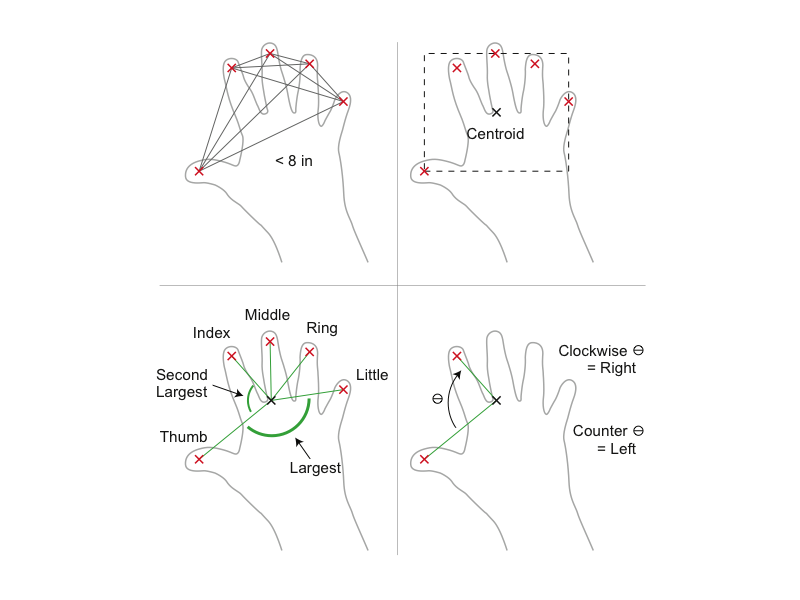 < 8 in
Centroid
Middle
Index
Ring
Second
Largest
Little
Thumb
Largest
Clockwise ⊖
= Right
⊖
Counter ⊖
= Left